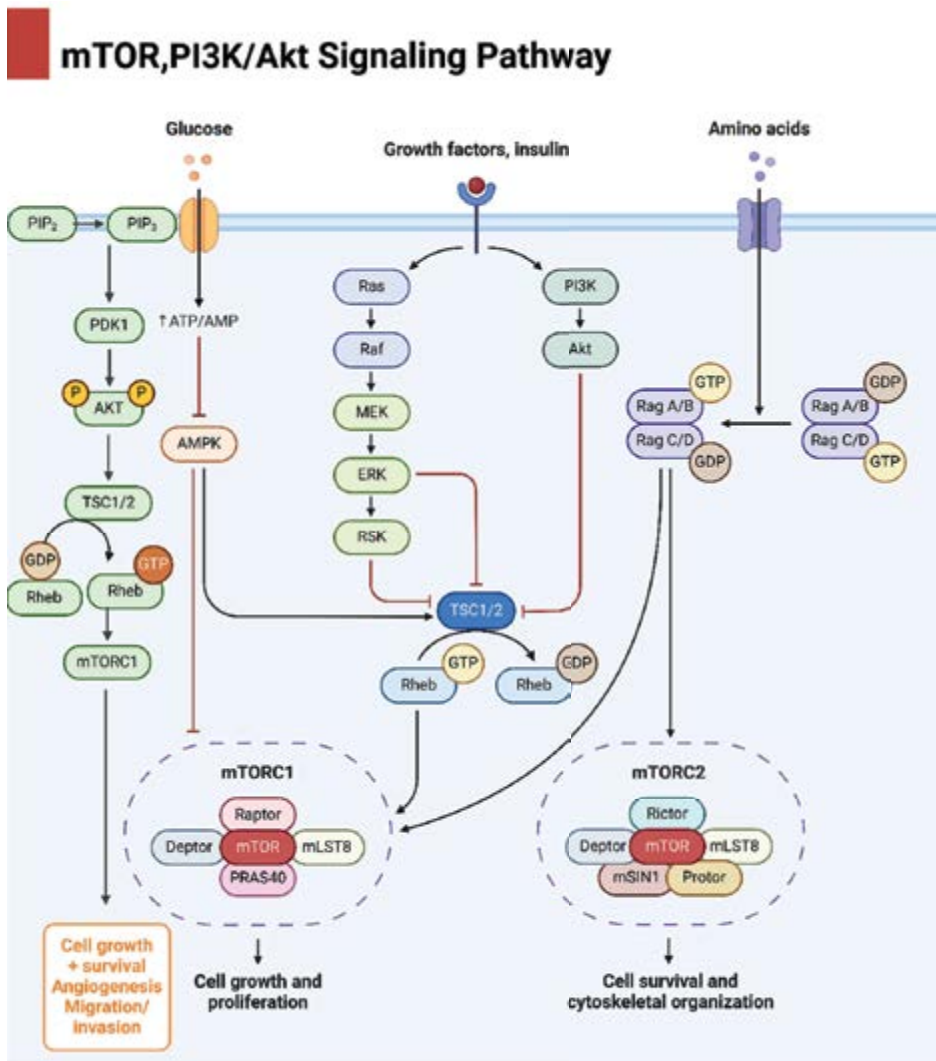 mTOR,PI3K/Akt Signaling Pathway
Glucose
Growth factors, insulin
Amino acids
PIP₂
PIP₃
PDK1
↑ATP/AMP
P
P
AKT
AMPK
TSC1/2
GDP
Rheb
GTP
Rheb
mTORC1
Cell growth
+ survival
Angiogenesis
Migration/
invasion
Ras
Raf
MEK
ERK
RSK
PI3K
Akt
TSC1/2
GTP
Rheb
GDP
Rheb
GTP
Rag A/B
Rag C/D
GDP
GDP
Rag A/B
Rag C/D
GTP
mTORC1
Raptor
Deptor
mTOR
mLST8
PRAS40
Cell growth and
proliferation
mTORC2
Rictor
Deptor
mTOR
mLST8
mSIN1
Protor
Cell survival and
cytoskeletal organization